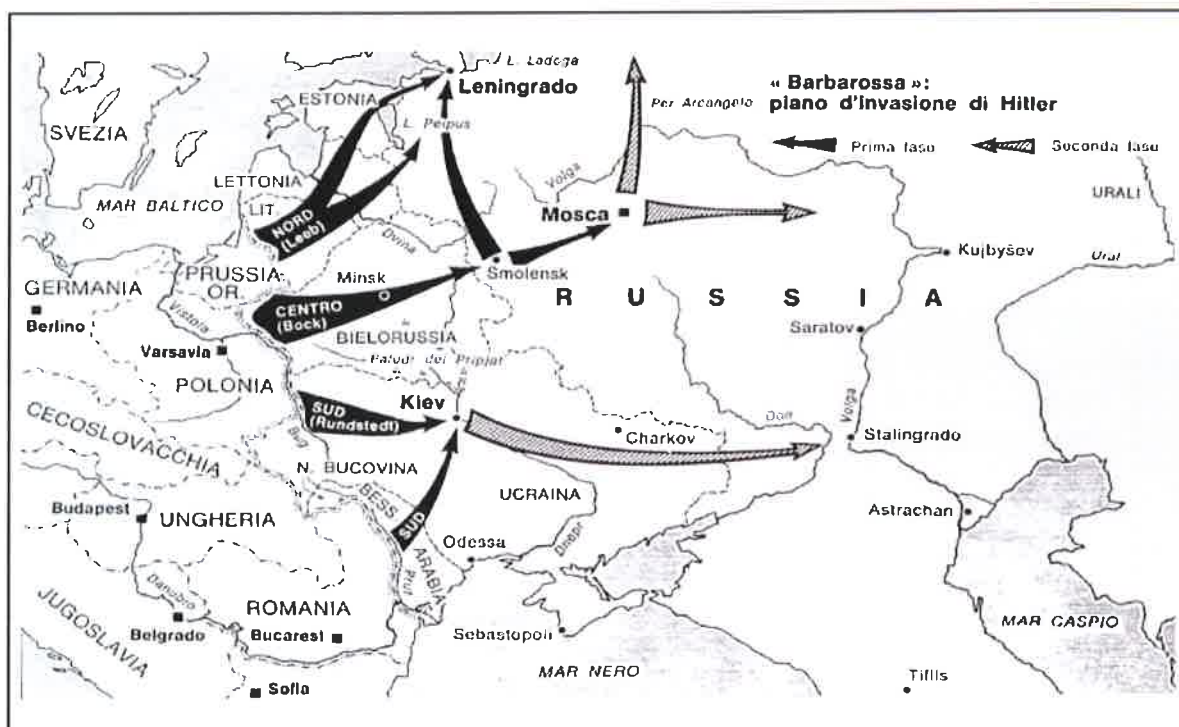 « Barbarossa »:
piano d'invasione di Hitler
Prima fase
Seconda fase
L. Ladoga
Leningrado
ESTONIA
L. Peipus
Per Arcangelo
SVEZIA
LETTONIA
MAR BALTICO
LIT.
NORD
(Leeb)
Dvina
Volga
Mosca
URALI
Kujbyšev
Ural
PRUSSIA
OR.
Minsk
Smolensk
GERMANIA
Berlino
Vistola
CENTRO
(Bock)
BIELORUSSIA
RUSSIA
Saratov
Varsavia
Paludi del Pripjat
POLONIA
Kiev
SUD
(Rundstedt)
Bug
Don
Volga
Charkov
Stalingrado
CECOSLOVACCHIA
N. BUCOVINA
BESS
ARABIA
UCRAINA
Budapest
UNGHERIA
SUD
Prut
Odessa
Dnepr
Astrachan
Danubio
ROMANIA
JUGOSLAVIA
Belgrado
Bucarest
Sebastopoli
MAR CASPIO
MAR NERO
Sofia
Tiflis